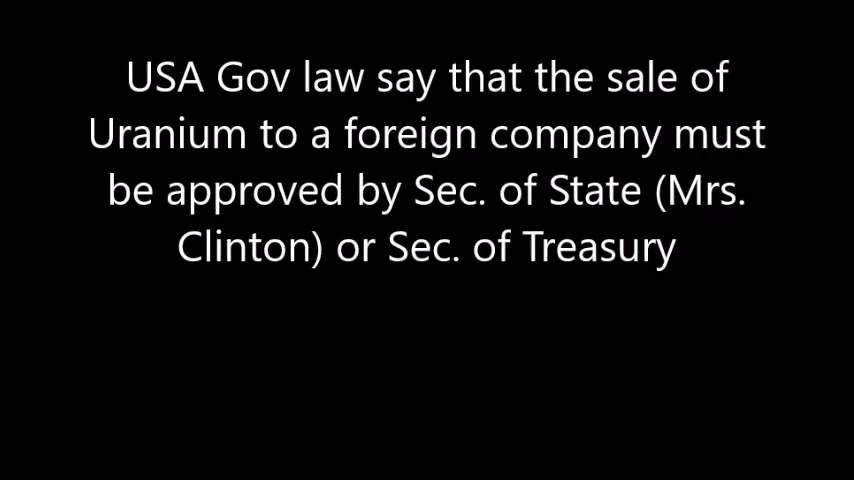 USA Gov law say that the sale of
Uranium to a foreign company must
be approved by Sec. of State (Mrs.
Clinton) or Sec. of Treasury